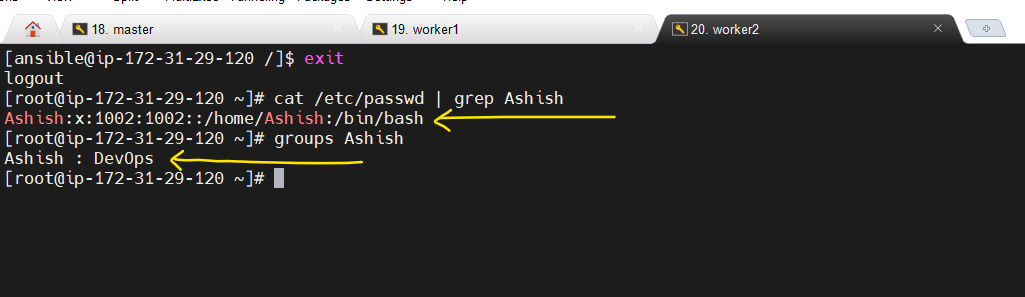 18. master
19. worker1
20. worker2
[ansible@ip-172-31-29-120 /]$ exit
logout
[root@ip-172-31-29-120 ~]# cat /etc/passwd | grep Ashish
Ashish:x:1002:1002::/home/Ashish:/bin/bash
[root@ip-172-31-29-120 ~]# groups Ashish
Ashish : DevOps
[root@ip-172-31-29-120 ~]#